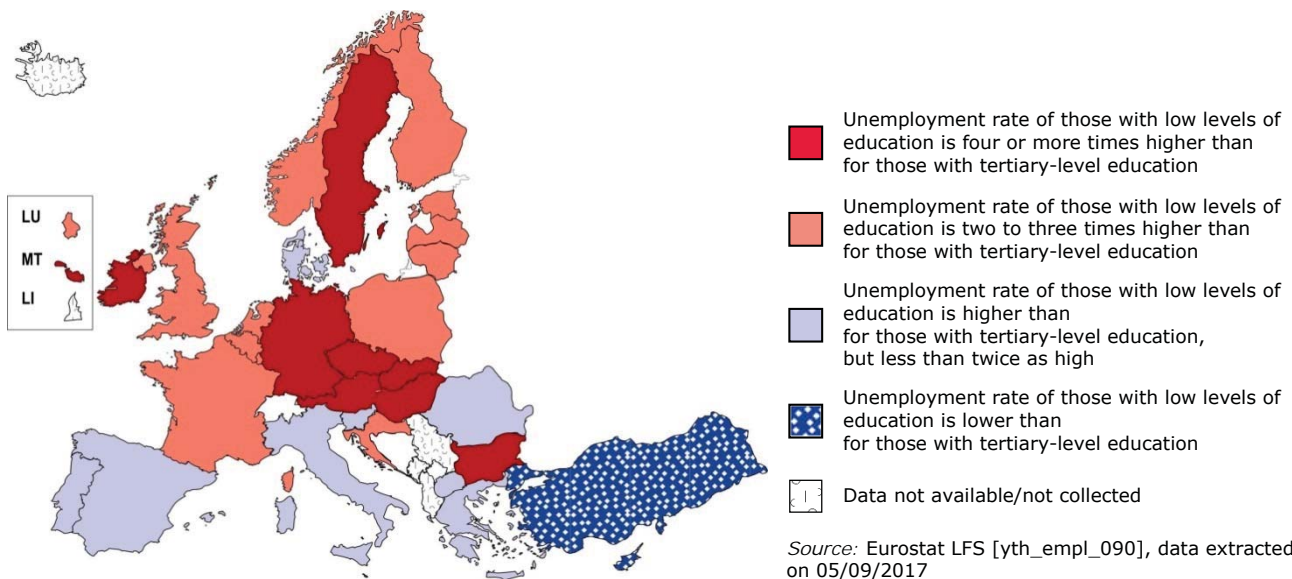 LU
MT
LI
Unemployment rate of those with low levels of
education is four or more times higher than
for those with tertiary-level education
Unemployment rate of those with low levels of
education is two to three times higher than
for those with tertiary-level education
Unemployment rate of those with low levels of
education is higher than
for those with tertiary-level education,
but less than twice as high
Unemployment rate of those with low levels of
education is lower than
for those with tertiary-level education
Data not available/not collected
Source: Eurostat LFS [yth_empl_090], data extracted
on 05/09/2017